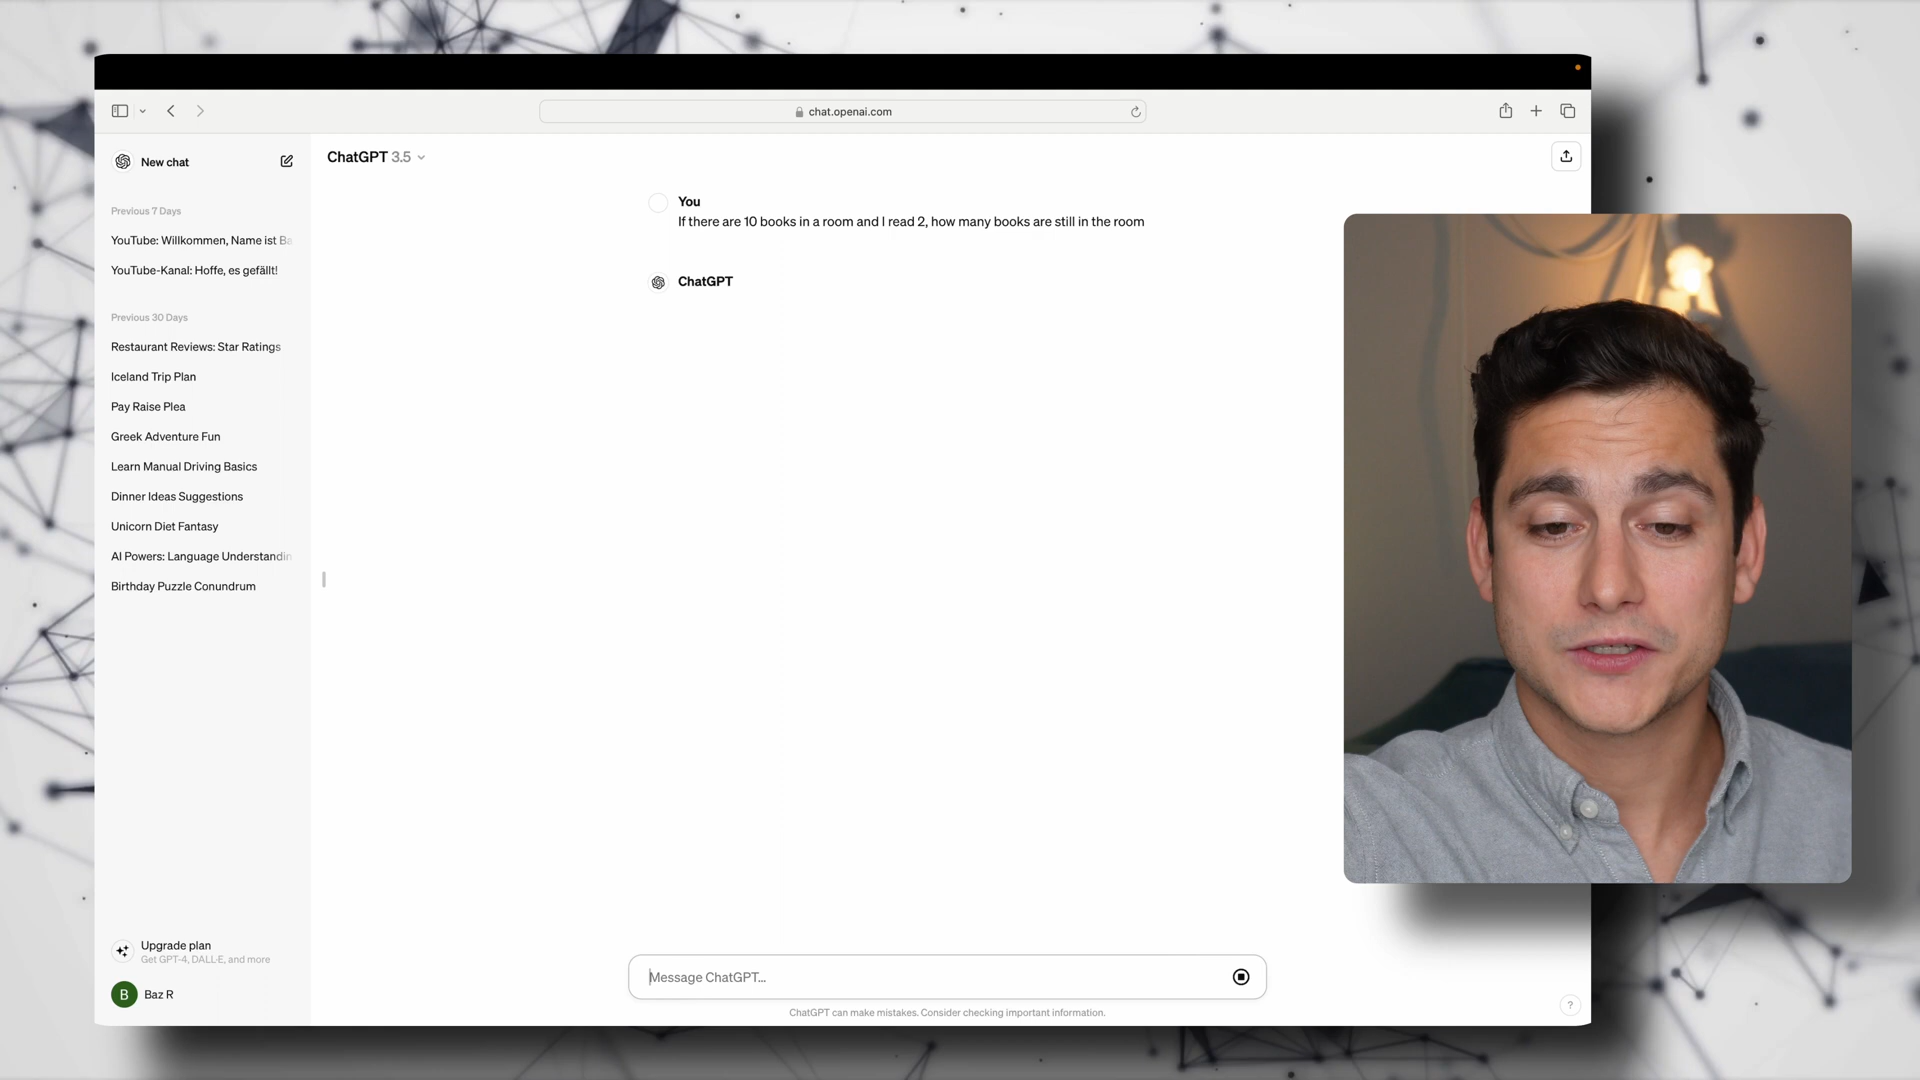 chat.openai.com
New chat
ChatGPT 3.5
Previous 7 Days
YouTube: Willkommen, Name ist Ba
YouTube-Kanal: Hoffe, es gefällt!
Previous 30 Days
Restaurant Reviews: Star Ratings
Iceland Trip Plan
Pay Raise Plea
Greek Adventure Fun
Learn Manual Driving Basics
Dinner Ideas Suggestions
Unicorn Diet Fantasy
AI Powers: Language Understandin
Birthday Puzzle Conundrum
Upgrade plan
Get GPT-4, DALL·E, and more
B
Baz R
You
If there are 10 books in a room and I read 2, how many books are still in the room
ChatGPT
Message ChatGPT...
ChatGPT can make mistakes. Consider checking important information.
?